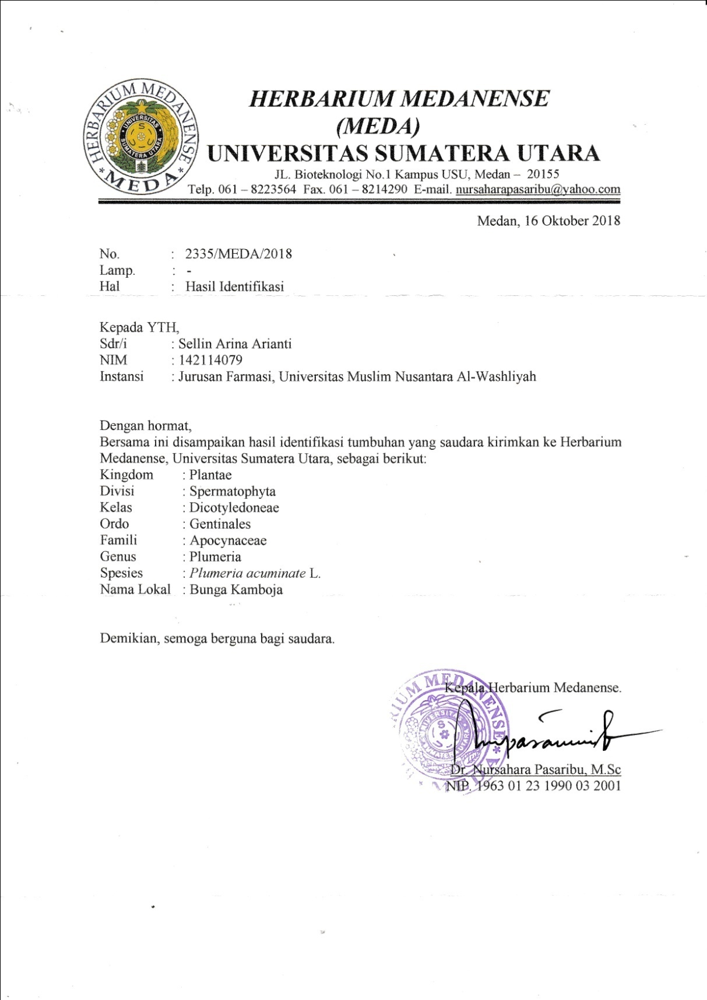 HERBARIUM MEDANENSE
* MEDA *
UNIVERSITAS
SUMATERA UTARA
HERBARIUM MEDANENSE
(MEDA)
UNIVERSITAS SUMATERA UTARA
JL. Bioteknologi No.1 Kampus USU, Medan – 20155
Telp. 061 – 8223564 Fax. 061 – 8214290 E-mail. nursaharapasaribu@yahoo.com
Medan, 16 Oktober 2018
No. : 2335/MEDA/2018
Lamp. : -
Hal : Hasil Identifikasi
Kepada YTH,
Sdr/i : Sellin Arina Arianti
NIM : 142114079
Instansi : Jurusan Farmasi, Universitas Muslim Nusantara Al-Washliyah
Dengan hormat,
Bersama ini disampaikan hasil identifikasi tumbuhan yang saudara kirimkan ke Herbarium
Medanense, Universitas Sumatera Utara, sebagai berikut:
Kingdom : Plantae
Divisi : Spermatophyta
Kelas : Dicotyledoneae
Ordo : Gentinales
Famili : Apocynaceae
Genus : Plumeria
Spesies : Plumeria acuminate L.
Nama Lokal : Bunga Kamboja
Demikian, semoga berguna bagi saudara.
Kepala Herbarium Medanense.
RIUM MEDANENSE *
UNIVERSITAS
* MEDA
Dr. Nursahara Pasaribu, M.Sc
NIP. 1963 01 23 1990 03 2001